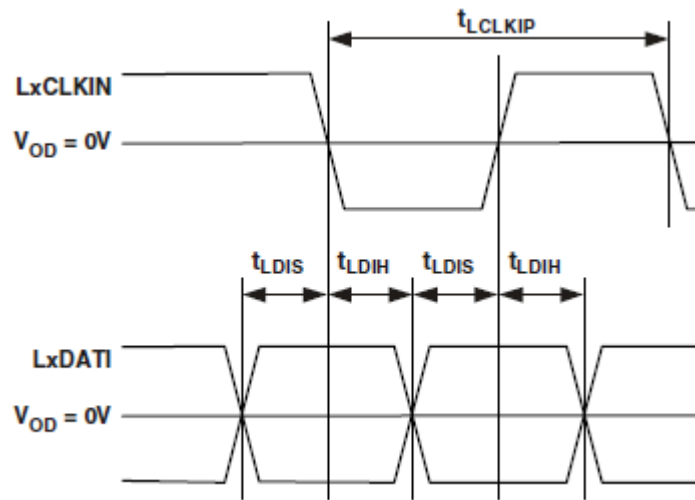 tLCLKIP
LxCLKIN
VOD = 0V
tLDIS tLDIH tLDIS tLDIH
LxDATI
VOD = 0V